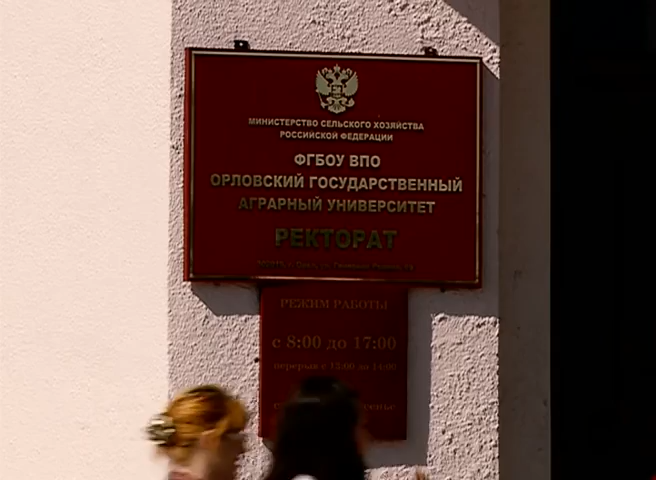 МИНИСТЕРСТВО СЕЛЬСКОГО ХОЗЯЙСТВА
РОССИЙСКОЙ ФЕДЕРАЦИИ
ФГБОУ ВПО
ОРЛОВСКИЙ ГОСУДАРСТВЕННЫЙ
АГРАРНЫЙ УНИВЕРСИТЕТ
РЕКТОРАТ
РЕЖИМ РАБОТЫ
с 8:00 до 17:00
перерыв с 13:00 до 14:00